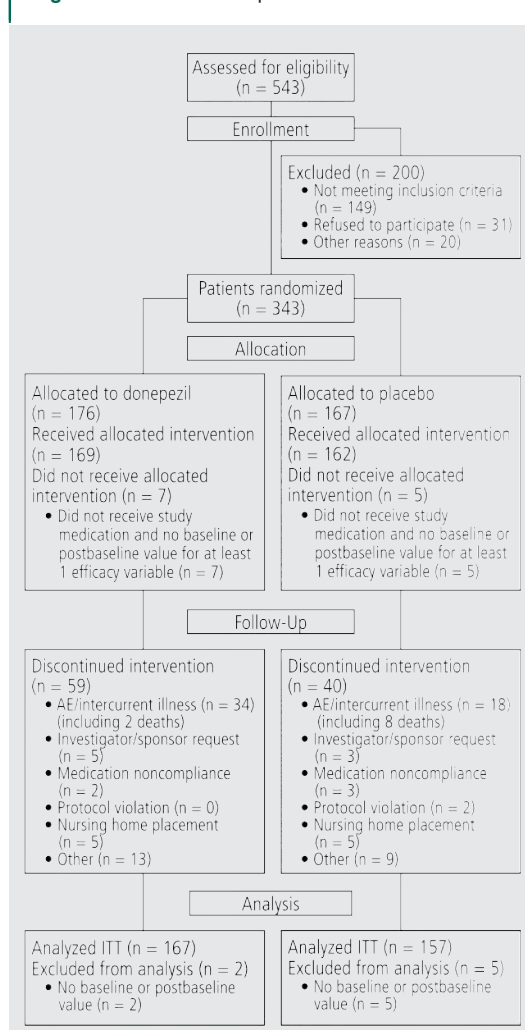 Assessed for eligibility
(n = 543)
Enrollment
Excluded (n = 200)
• Not meeting inclusion criteria
(n = 149)
• Refused to participate (n = 31)
• Other reasons (n = 20)
Patients randomized
(n = 343)
Allocation
Allocated to donepezil
(n = 176)
Received allocated intervention
(n = 169)
Did not receive allocated
intervention (n = 7)
• Did not receive study
medication and no baseline or
postbaseline value for at least
1 efficacy variable (n = 7)
Allocated to placebo
(n = 167)
Received allocated intervention
(n = 162)
Did not receive allocated
intervention (n = 5)
• Did not receive study
medication and no baseline or
postbaseline value for at least
1 efficacy variable (n = 5)
Follow-Up
Discontinued intervention
(n = 59)
• AE/intercurrent illness (n = 34)
(including 2 deaths)
• Investigator/sponsor request
(n = 5)
• Medication noncompliance
(n = 2)
• Protocol violation (n = 0)
• Nursing home placement
(n = 5)
• Other (n = 13)
Discontinued intervention
(n = 40)
• AE/intercurrent illness (n = 18)
(including 8 deaths)
• Investigator/sponsor request
(n = 3)
• Medication noncompliance
(n = 3)
• Protocol violation (n = 2)
• Nursing home placement
(n = 5)
• Other (n = 9)
Analysis
Analyzed ITT (n = 167)
Excluded from analysis (n = 2)
• No baseline or postbaseline
value (n = 2)
Analyzed ITT (n = 157)
Excluded from analysis (n = 5)
• No baseline or postbaseline
value (n = 5)